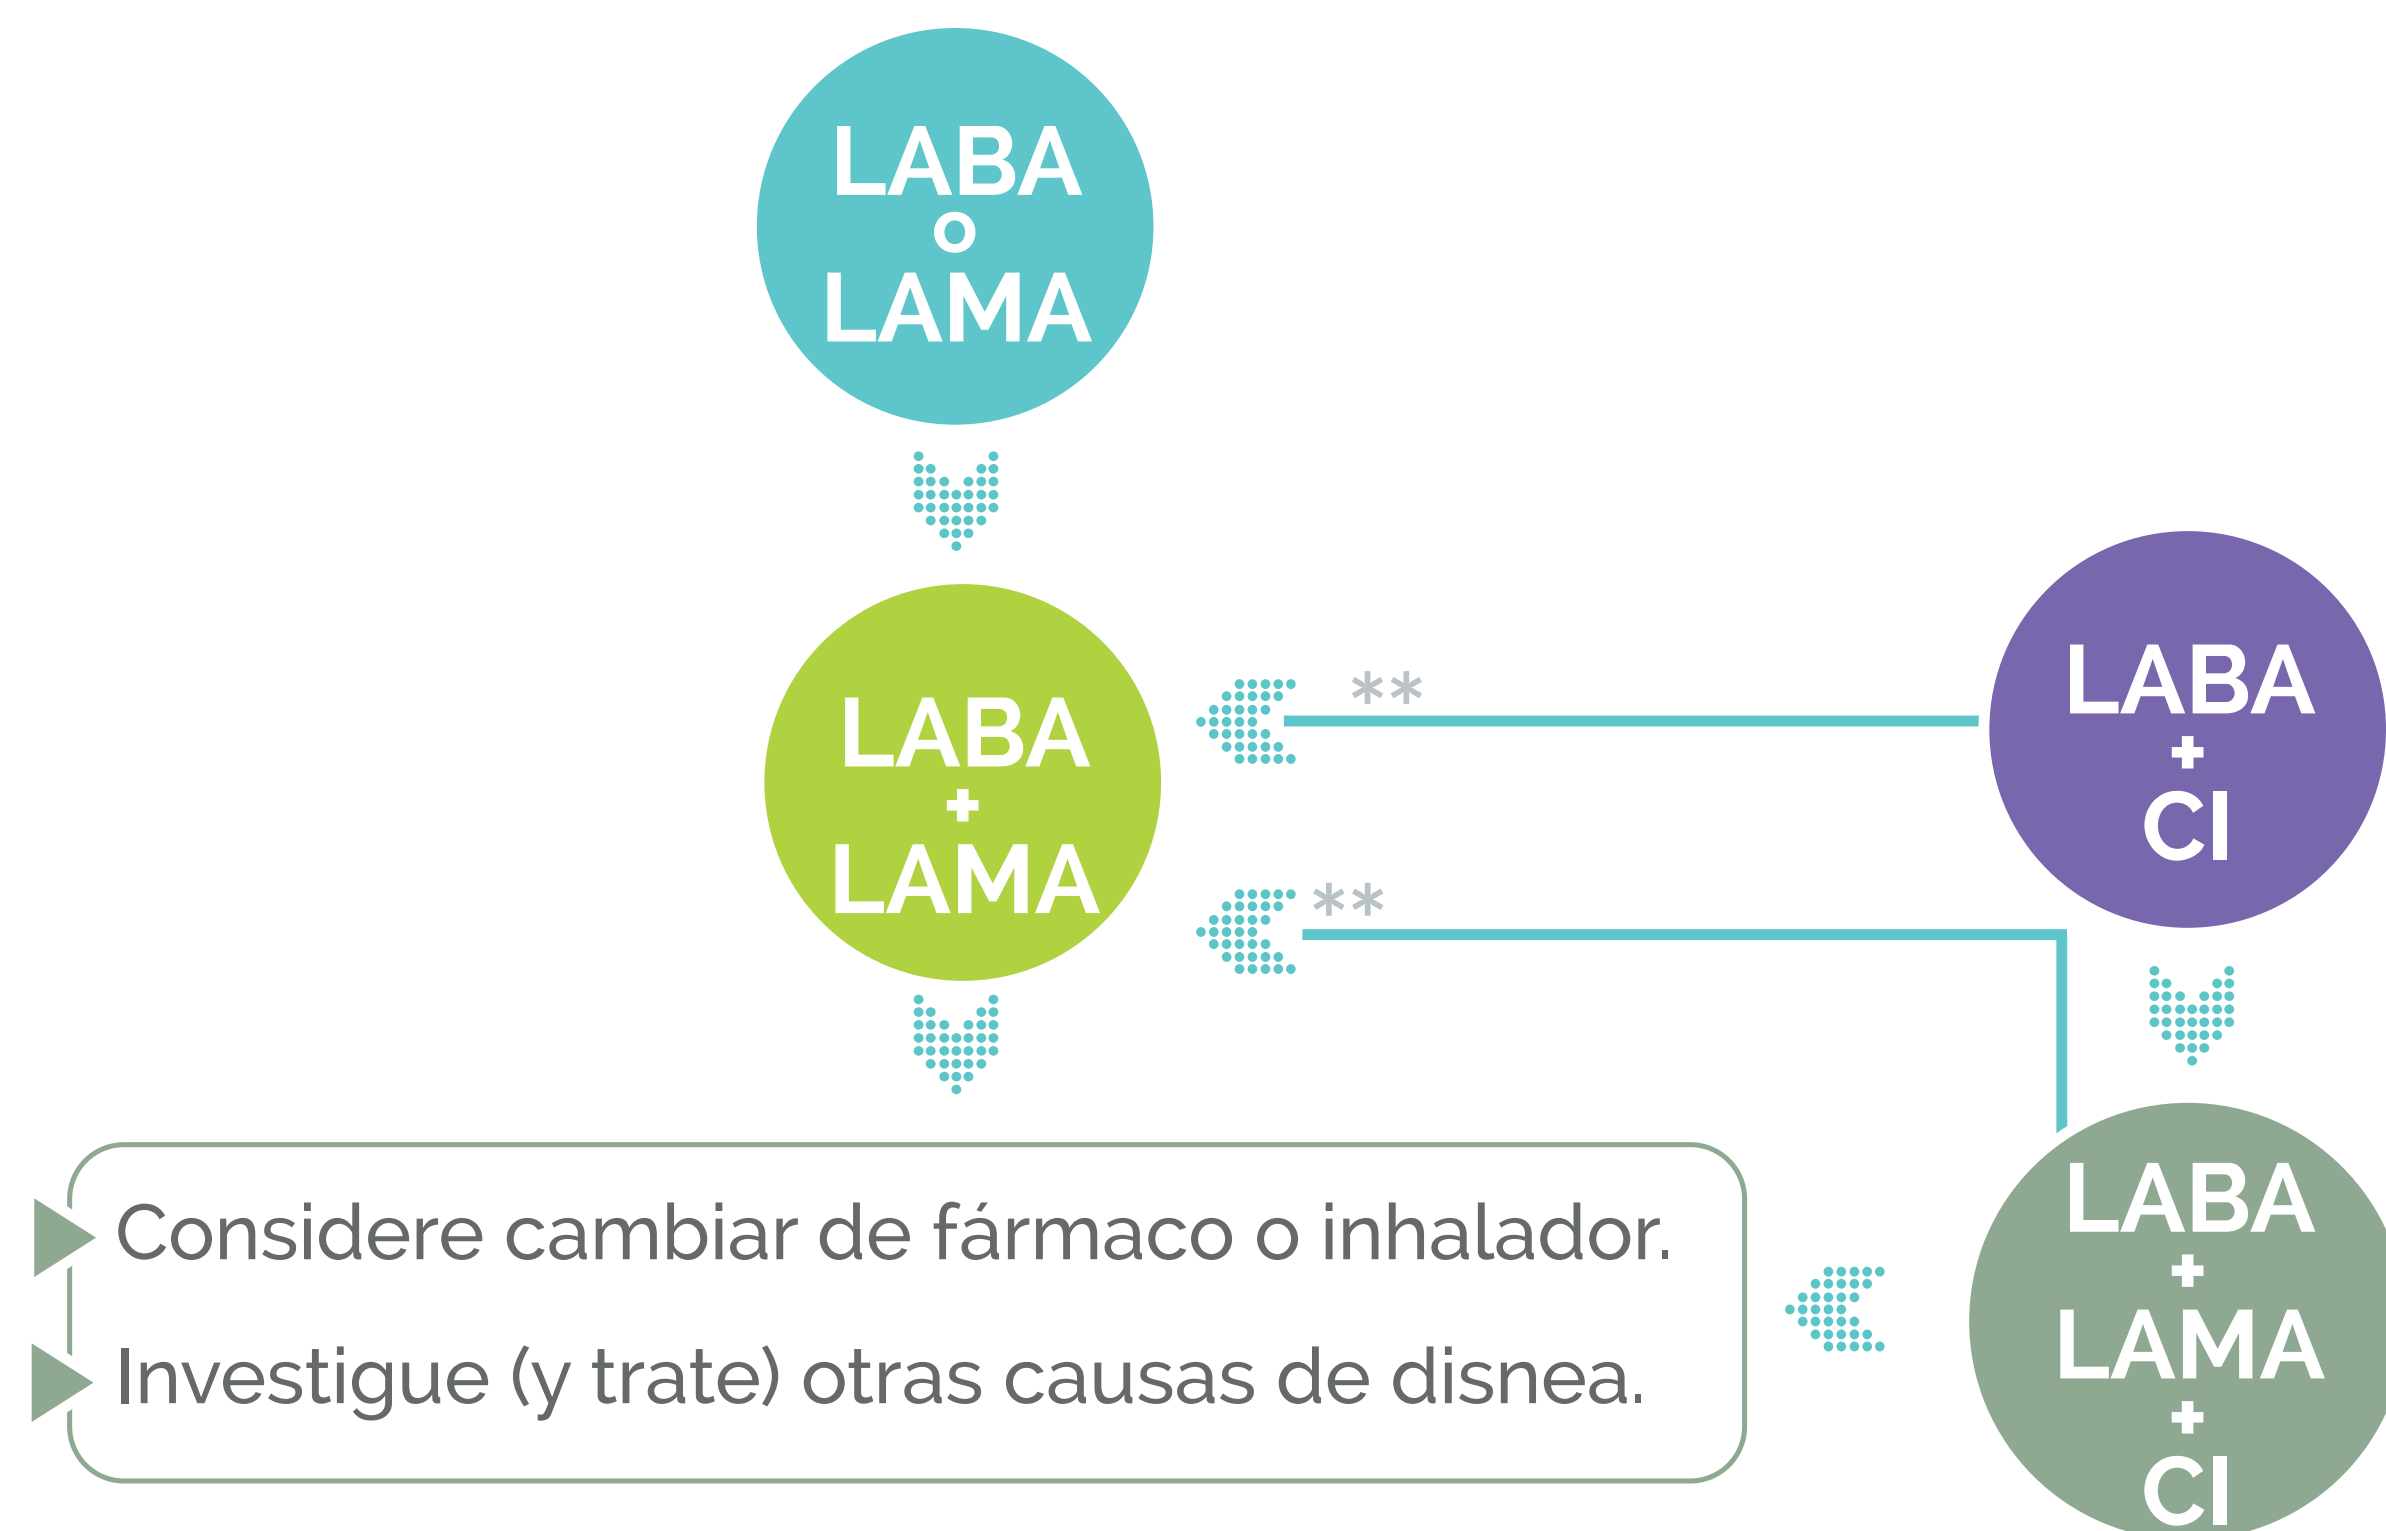 LABA
o
LAMA
LABA
+
LAMA
**
**
LABA
+
CI
LABA
+
LAMA
+
CI
Considere cambiar de fármaco o inhalador.
Investigue (y trate) otras causas de disnea.